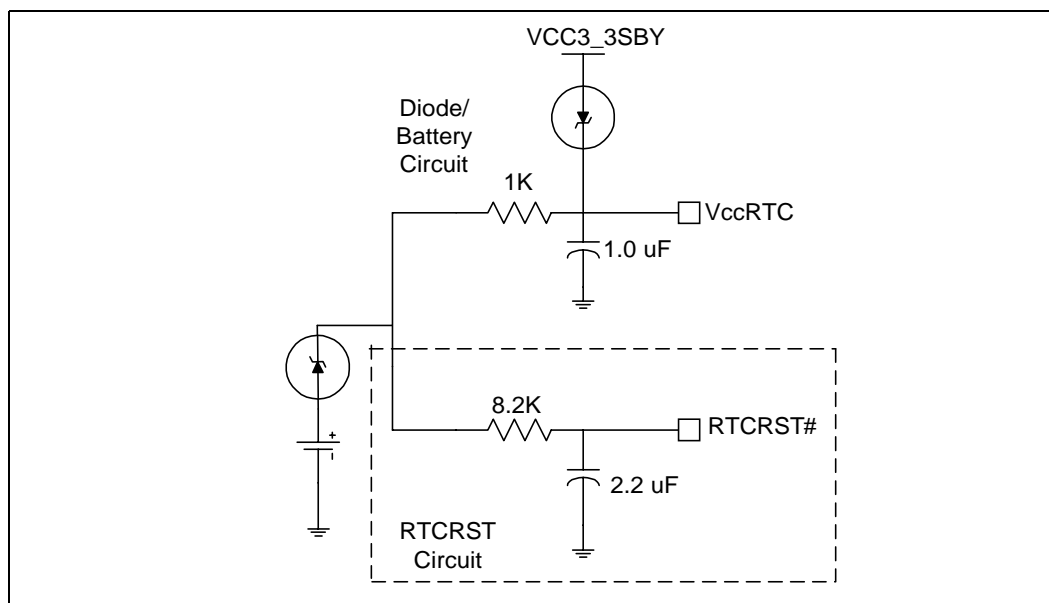 VCC3_3SBY
Diode/
Battery
Circuit
1K
VccRTC
1.0 uF
8.2K
RTCRST#
+
-
2.2 uF
RTCRST
Circuit